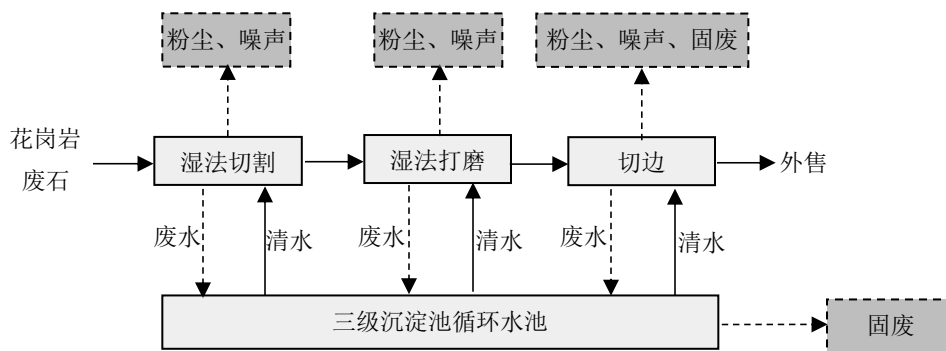 粉尘、噪声
粉尘、噪声
粉尘、噪声、固废
花岗岩
废石
湿法切割
湿法打磨
切边
外售
废水
清水
废水
清水
废水
清水
三级沉淀池循环水池
固废